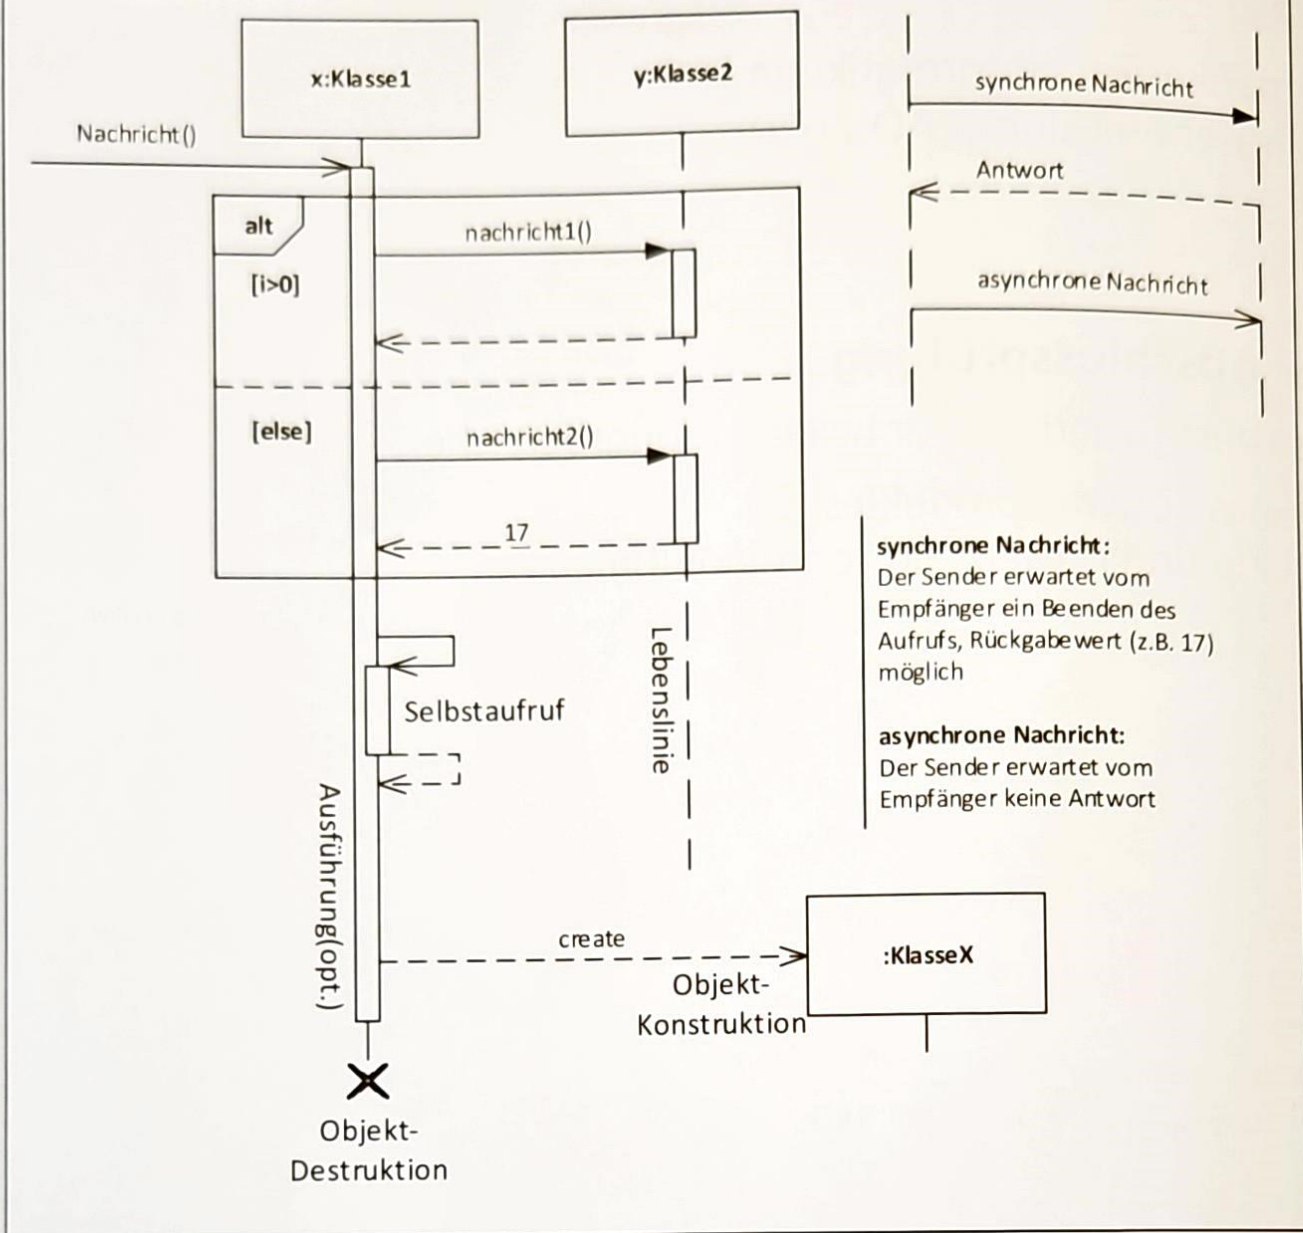 x:Klasse1
y:Klasse2
synchrone Nachricht
Nachricht()
Antwort
alt
nachricht1()
[i>0]
asynchrone Nachricht
[else]
nachricht2()
17
synchrone Nachricht:
Der Sender erwartet vom
Empfänger ein Beenden des
Aufrufs, Rückgabewert (z.B. 17)
möglich
Lebenslinie
Selbstaufruf
asynchrone Nachricht:
Der Sender erwartet vom
Empfänger keine Antwort
Ausführung(opt.)
create
:KlasseX
Objekt-
Konstruktion
Objekt-
Destruktion